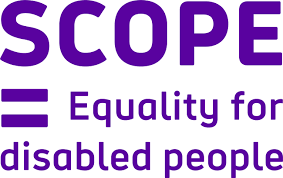 SCOPE
= Equality for
disabled people